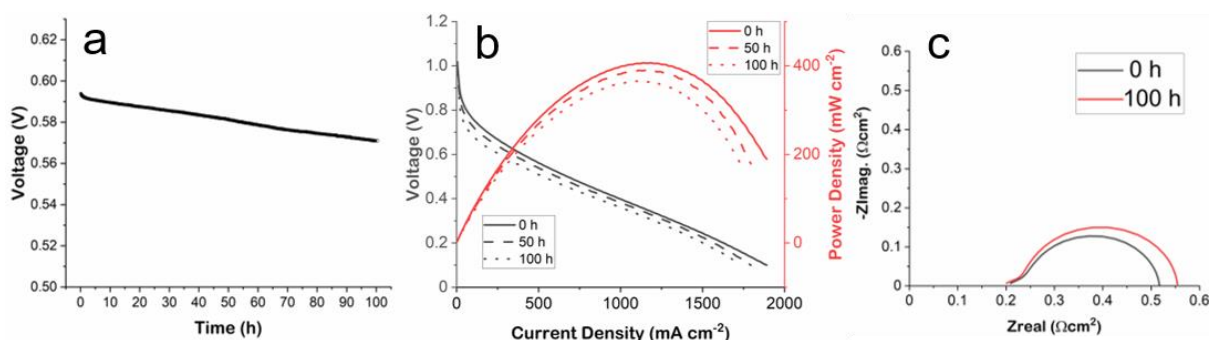 a
0.62
0.60
0.58
0.56
0.54
0.52
0.50
Voltage (V)
0 10 20 30 40 50 60 70 80 90 100
Time (h)
b
1.2
1.0
0.8
0.6
0.4
0.2
0.0
Voltage (V)
0 h
50 h
100 h
0 h
50 h
100 h
400
200
0
Power Density (mW cm⁻²)
0 500 1000 1500 2000
Current Density (mA cm⁻²)
c
0.6
0.5
0.4
0.3
0.2
0.1
0
-ZImag. (Ωcm²)
0 h
100 h
0 0.1 0.2 0.3 0.4 0.5 0.6
Zreal (Ωcm²)